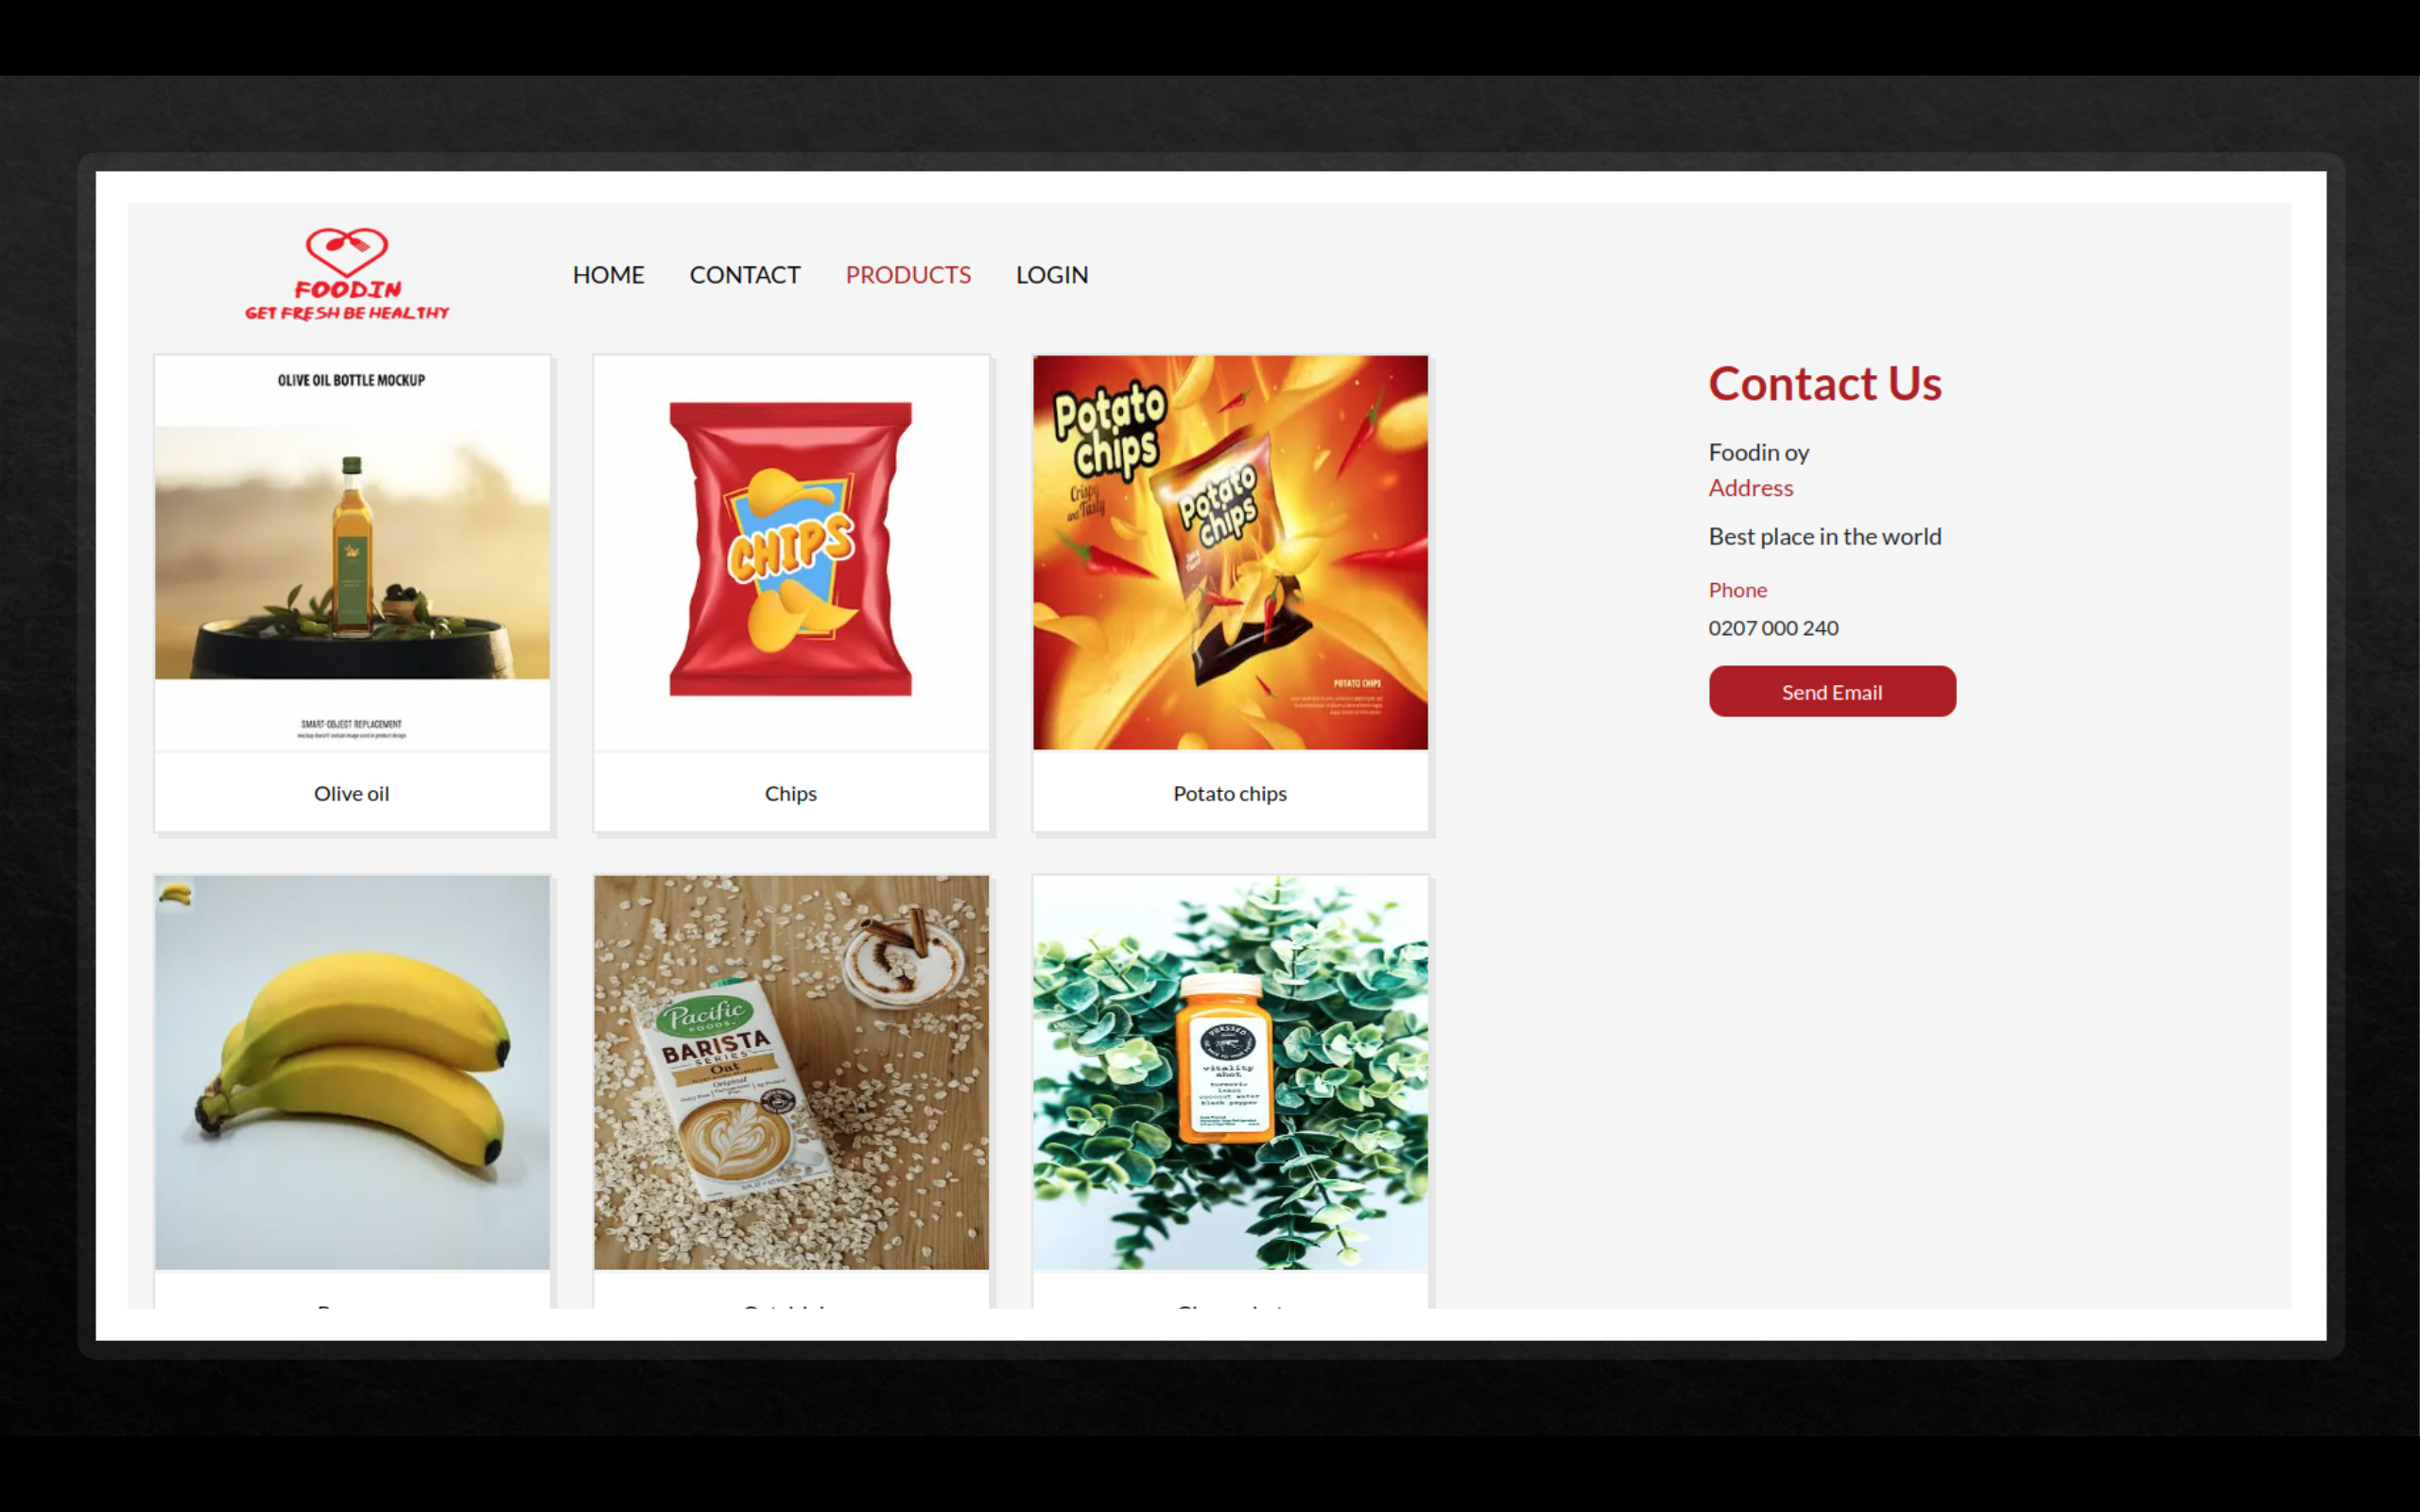 FOODIN
GET FRESH BE HEALTHY
HOME CONTACT PRODUCTS LOGIN
OLIVE OIL BOTTLE MOCKUP
SMART-OBJECT REPLACEMENT
Olive oil
CHIPS
Chips
Potato
chips
Crispy
and Tasty
Potato
chips
POTATO CHIPS
Potato chips
Contact Us
Foodin oy
Address
Best place in the world
Phone
0207 000 240
Send Email
Pacific
FOODS
BARISTA
SERIES
Oat
Original
PRESSED
vitality
shot
turmeric
lemon
coconut water
black pepper